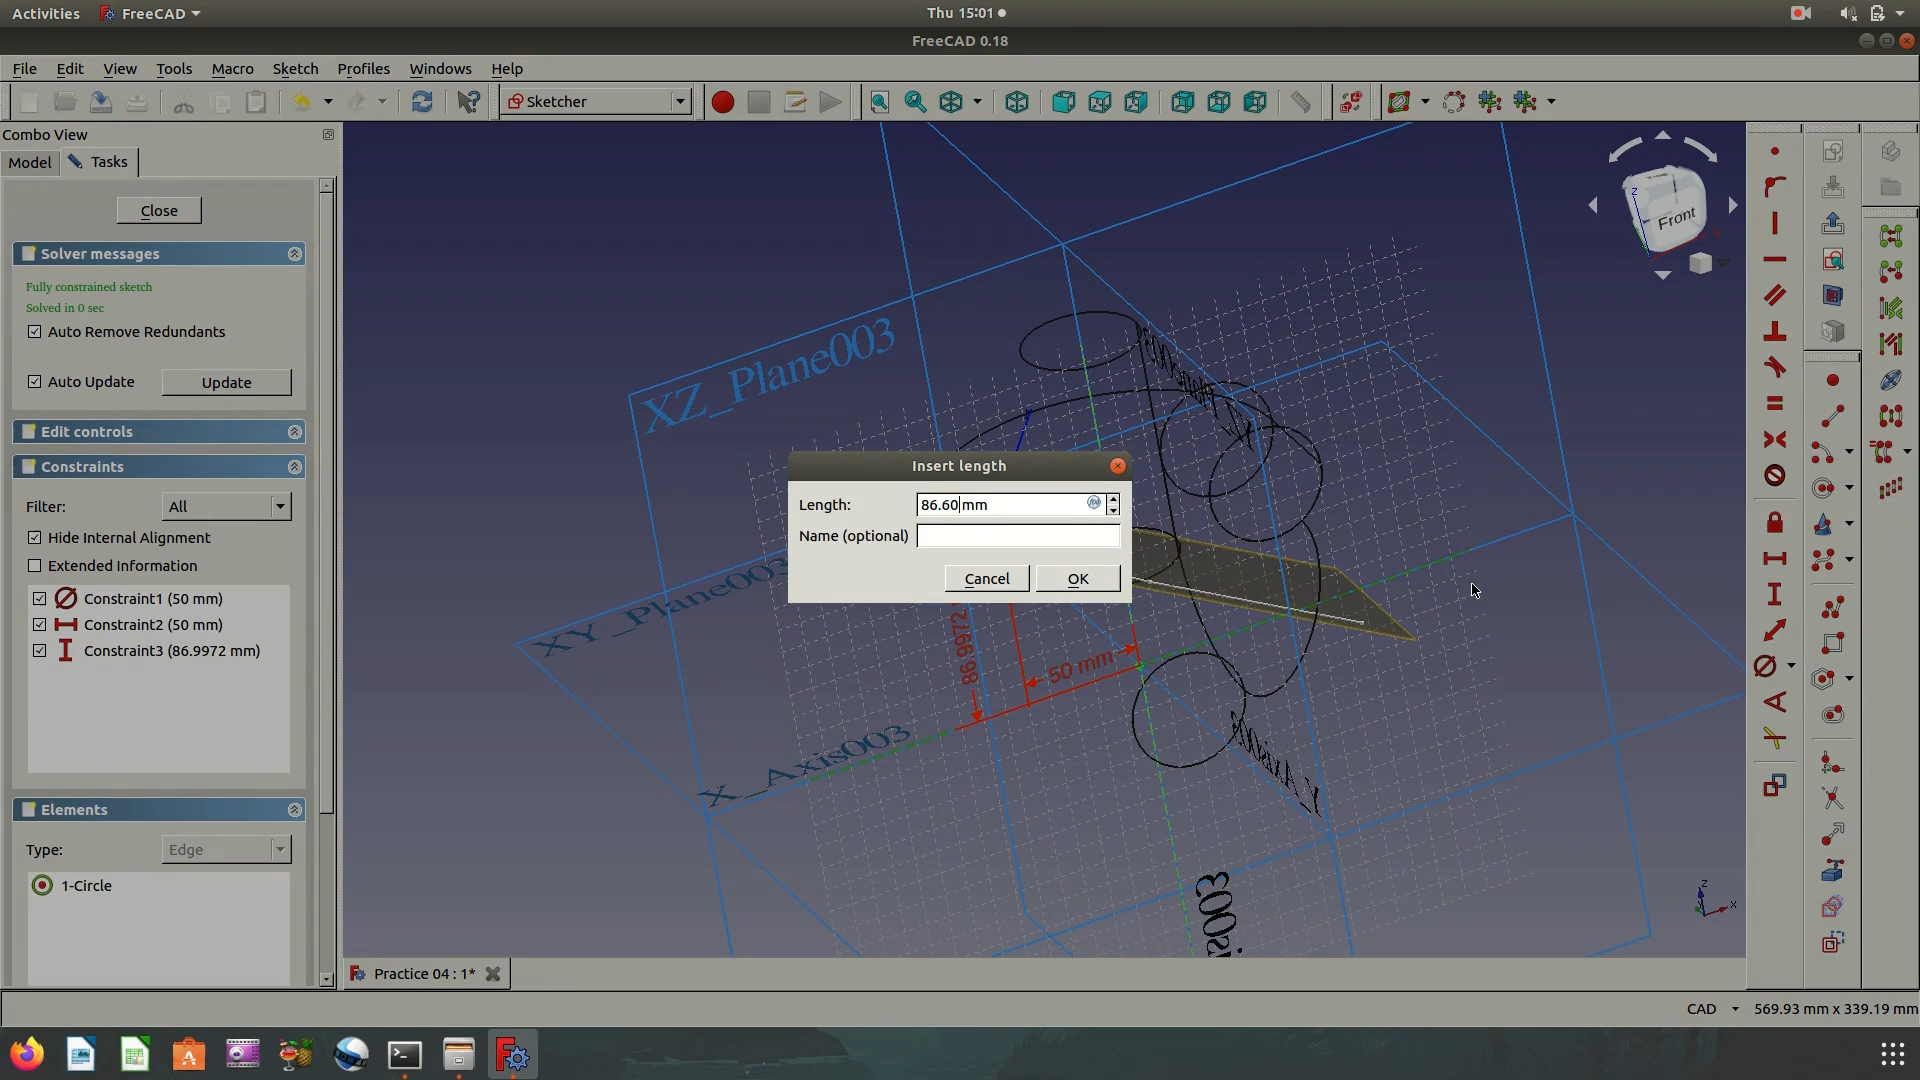 Activities FreeCAD Thu 15:01
FreeCAD 0.18
File Edit View Tools Macro Sketch Profiles Windows Help
Sketcher
Combo View
Model Tasks
Close
Solver messages
Fully constrained sketch
Solved in 0 sec
Auto Remove Redundants
Auto Update Update
Edit controls
Constraints
Filter: All
Hide Internal Alignment
Extended Information
Constraint1 (50 mm)
Constraint2 (50 mm)
Constraint3 (86.9972 mm)
Elements
Type: Edge
1-Circle
XZ_Plane003
XY_Plane003
X_Axis003
86.9972
50 mm
Front
Z
Insert length
Length: 86.60 mm
Name (optional)
Cancel OK
Z
X
Practice 04 : 1*
CAD 569.93 mm x 339.19 mm